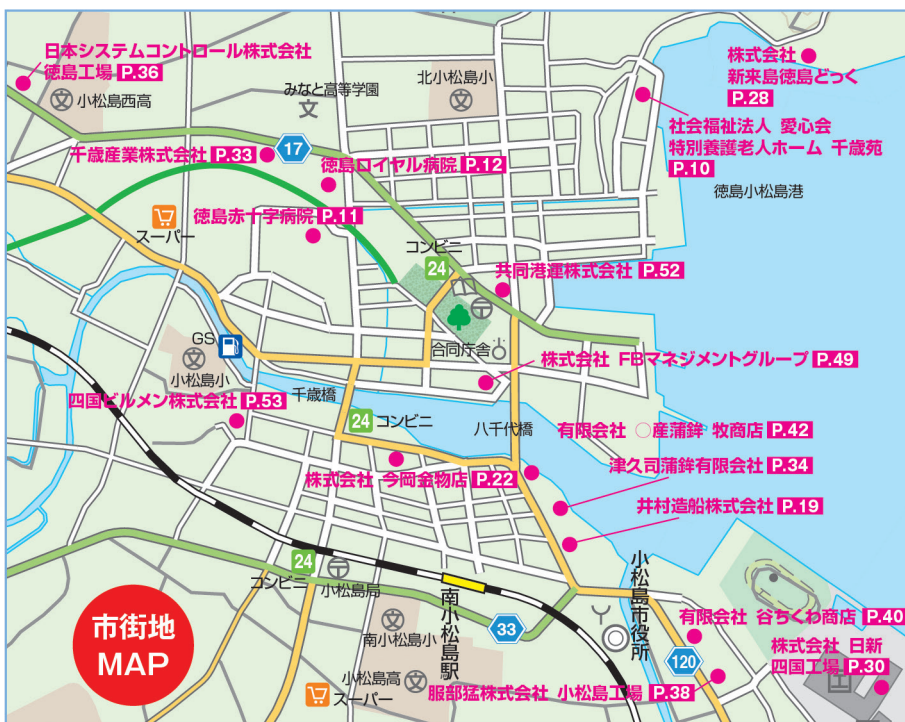 日本システムコントロール株式会社
徳島工場 P.36
小松島西高
みなと高等学園
北小松島小
株式会社
新来島徳島どっく
P.28
社会福祉法人 愛心会
特別養護老人ホーム 千歳苑
P.10
徳島小松島港
17
千歳産業株式会社 P.33
徳島ロイヤル病院 P.12
徳島赤十字病院 P.11
スーパー
コンビニ
24
共同港運株式会社 P.52
GS
小松島小
合同庁舎
株式会社 FBマネジメントグループ P.49
千歳橋
四国ビルメン株式会社 P.53
24
コンビニ
八千代橋
有限会社 ○産蒲鉾 牧商店 P.42
株式会社 今岡金物店 P.22
津久司蒲鉾有限会社 P.34
井村造船株式会社 P.19
24
コンビニ
小松島局
南小松島駅
小松島市役所
33
市街地
MAP
南小松島小
小松島高
スーパー
120
有限会社 谷ちくわ商店 P.40
株式会社 日新
四国工場 P.30
服部猛株式会社 小松島工場 P.38